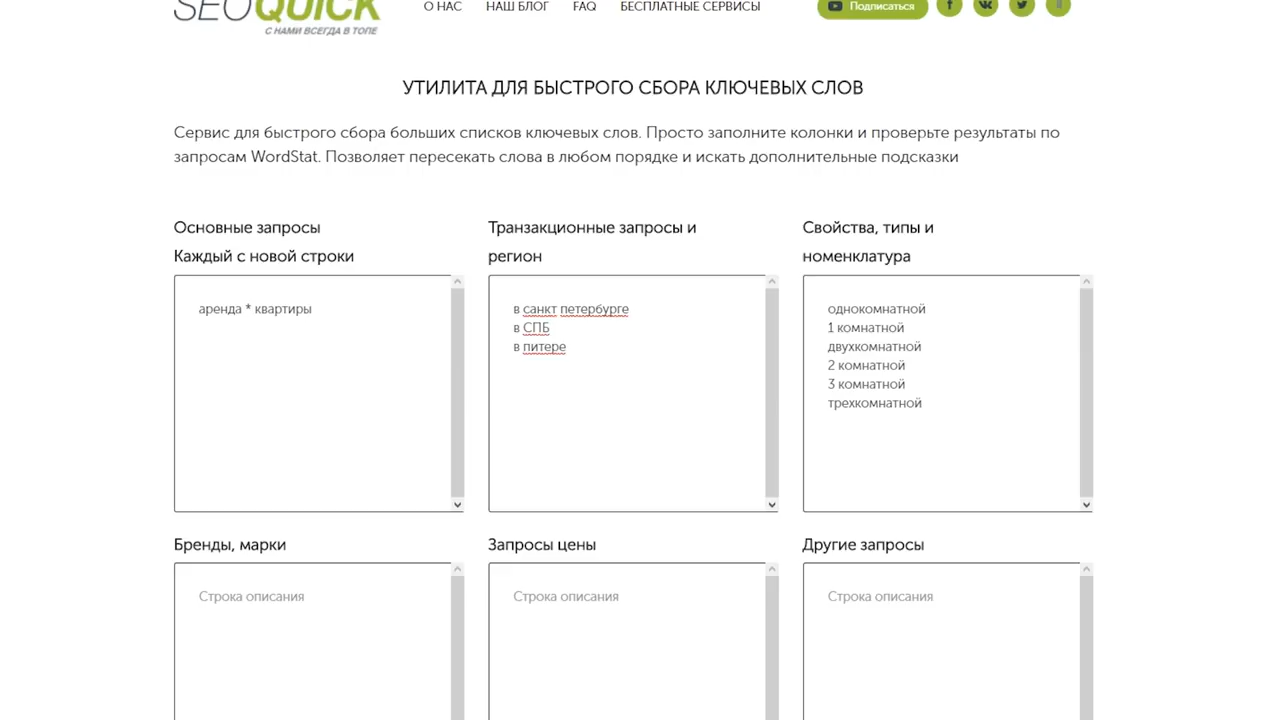 SEOQUICK
С НАМИ ВСЕГДА В ТОПЕ
О НАС НАШ БЛОГ FAQ БЕСПЛАТНЫЕ СЕРВИСЫ Подписаться
УТИЛИТА ДЛЯ БЫСТРОГО СБОРА КЛЮЧЕВЫХ СЛОВ
Сервис для быстрого сбора больших списков ключевых слов. Просто заполните колонки и проверьте результаты по
запросам WordStat. Позволяет пересекать слова в любом порядке и искать дополнительные подсказки
Основные запросы
Каждый с новой строки
аренда * квартиры
Транзакционные запросы и
регион
в санкт петербурге
в СПБ
в питере
Свойства, типы и
номенклатура
однокомнатной
1 комнатной
двухкомнатной
2 комнатной
3 комнатной
трехкомнатной
Бренды, марки
Строка описания
Запросы цены
Строка описания
Другие запросы
Строка описания